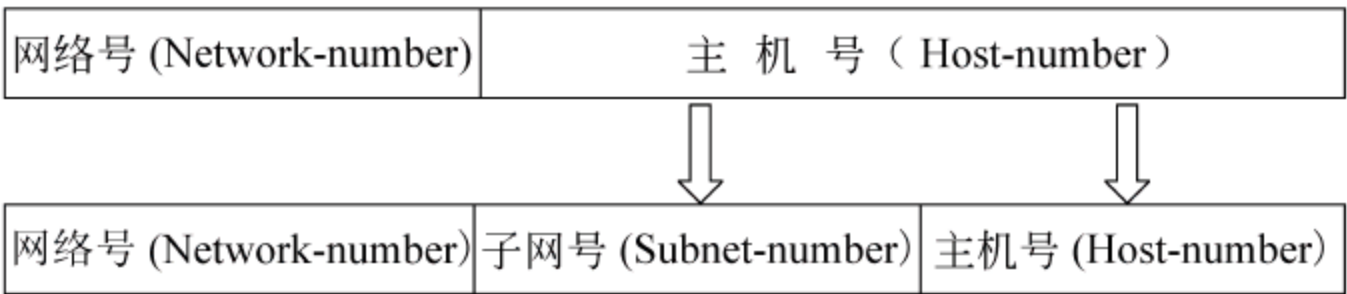 网络号 (Network-number) 主 机 号（ Host-number ）
网络号 (Network-number) 子网号 (Subnet-number) 主机号 (Host-number)